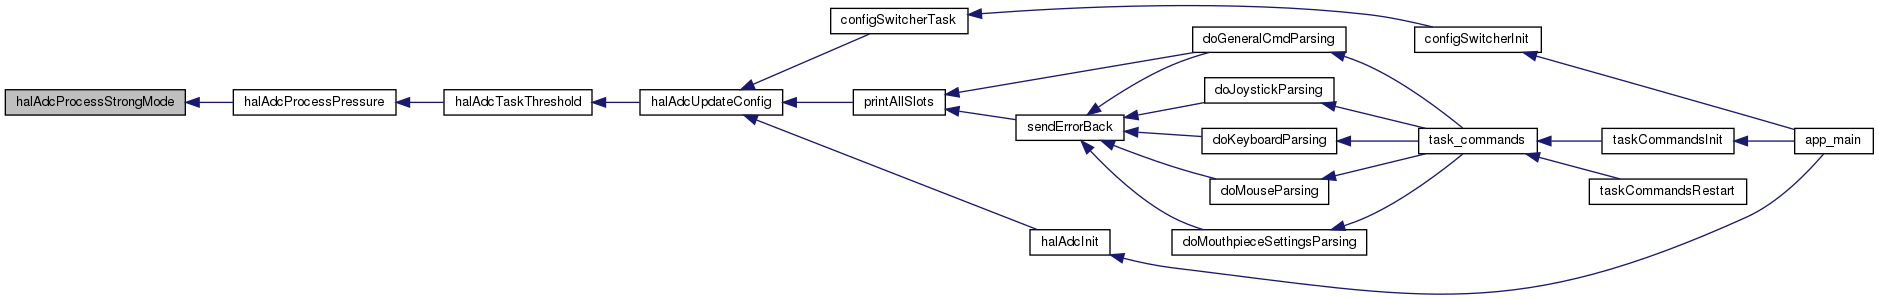 halAdcProcessStrongMode
halAdcProcessPressure
halAdcTaskThreshold
halAdcUpdateConfig
configSwitcherTask
printAllSlots
halAdcInit
sendErrorBack
doGeneralCmdParsing
doJoystickParsing
doKeyboardParsing
doMouseParsing
doMouthpieceSettingsParsing
configSwitcherInit
task_commands
taskCommandsInit
taskCommandsRestart
app_main